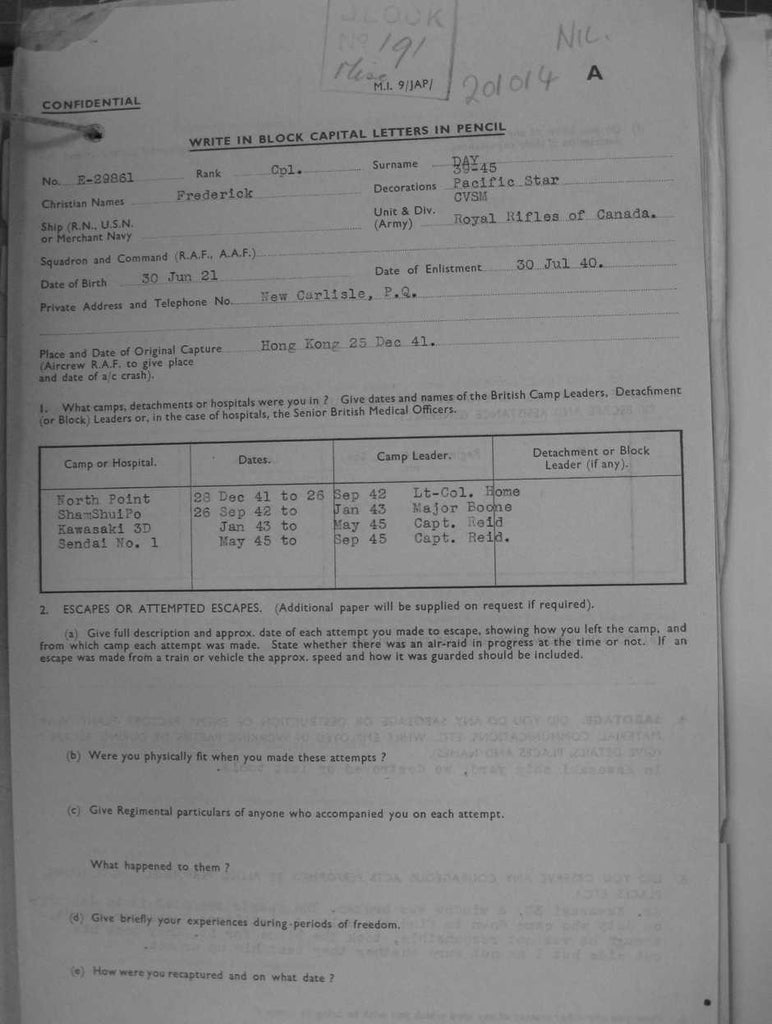 BLOCK
No 191
Misc
NIL.
M.I. 9/JAP/ 201014 A
CONFIDENTIAL
WRITE IN BLOCK CAPITAL LETTERS IN PENCIL
No. E-29861 Rank Cpl. Surname DAY
Christian Names Frederick Decorations 39-45
Pacific Star
CVSM
Ship (R.N., U.S.N.
or Merchant Navy
Unit & Div.
(Army) Royal Rifles of Canada.
Squadron and Command (R.A.F., A.A.F.)
Date of Birth 30 Jun 21 Date of Enlistment 30 Jul 40.
Private Address and Telephone No. New Carlisle, P.Q.
Place and Date of Original Capture Hong Kong 25 Dec 41.
(Aircrew R.A.F. to give place
and date of a/c crash).
1. What camps, detachments or hospitals were you in ? Give dates and names of the British Camp Leaders, Detachment
(or Block) Leaders or, in the case of hospitals, the Senior British Medical Officers.
Camp or Hospital. Dates. Camp Leader. Detachment or Block
Leader (if any).
North Point 28 Dec 41 to 26 Sep 42 Lt-Col. Home
ShamShuiPo 26 Sep 42 to Jan 43 Major Boone
Kawasaki 3D Jan 43 to May 45 Capt. Reid
Sendai No. 1 May 45 to Sep 45 Capt. Reid.
2. ESCAPES OR ATTEMPTED ESCAPES. (Additional paper will be supplied on request if required).
(a) Give full description and approx. date of each attempt you made to escape, showing how you left the camp, and
from which camp each attempt was made. State whether there was an air-raid in progress at the time or not. If an
escape was made from a train or vehicle the approx. speed and how it was guarded should be included.
(b) Were you physically fit when you made these attempts ?
(c) Give Regimental particulars of anyone who accompanied you on each attempt.
What happened to them ?
(d) Give briefly your experiences during periods of freedom.
(e) How were you recaptured and on what date ?